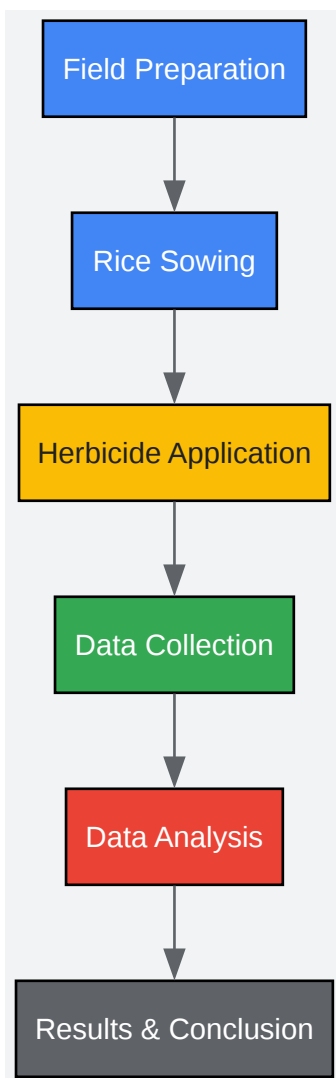 Field Preparation
Rice Sowing
Herbicide Application
Data Collection
Data Analysis
Results & Conclusion